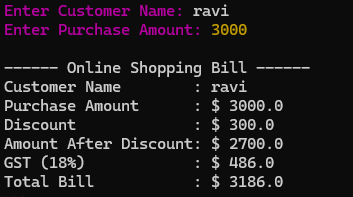 Enter Customer Name: ravi
Enter Purchase Amount: 3000
------ Online Shopping Bill ------
Customer Name        : ravi
Purchase Amount      : $ 3000.0
Discount             : $ 300.0
Amount After Discount: $ 2700.0
GST (18%)            : $ 486.0
Total Bill           : $ 3186.0